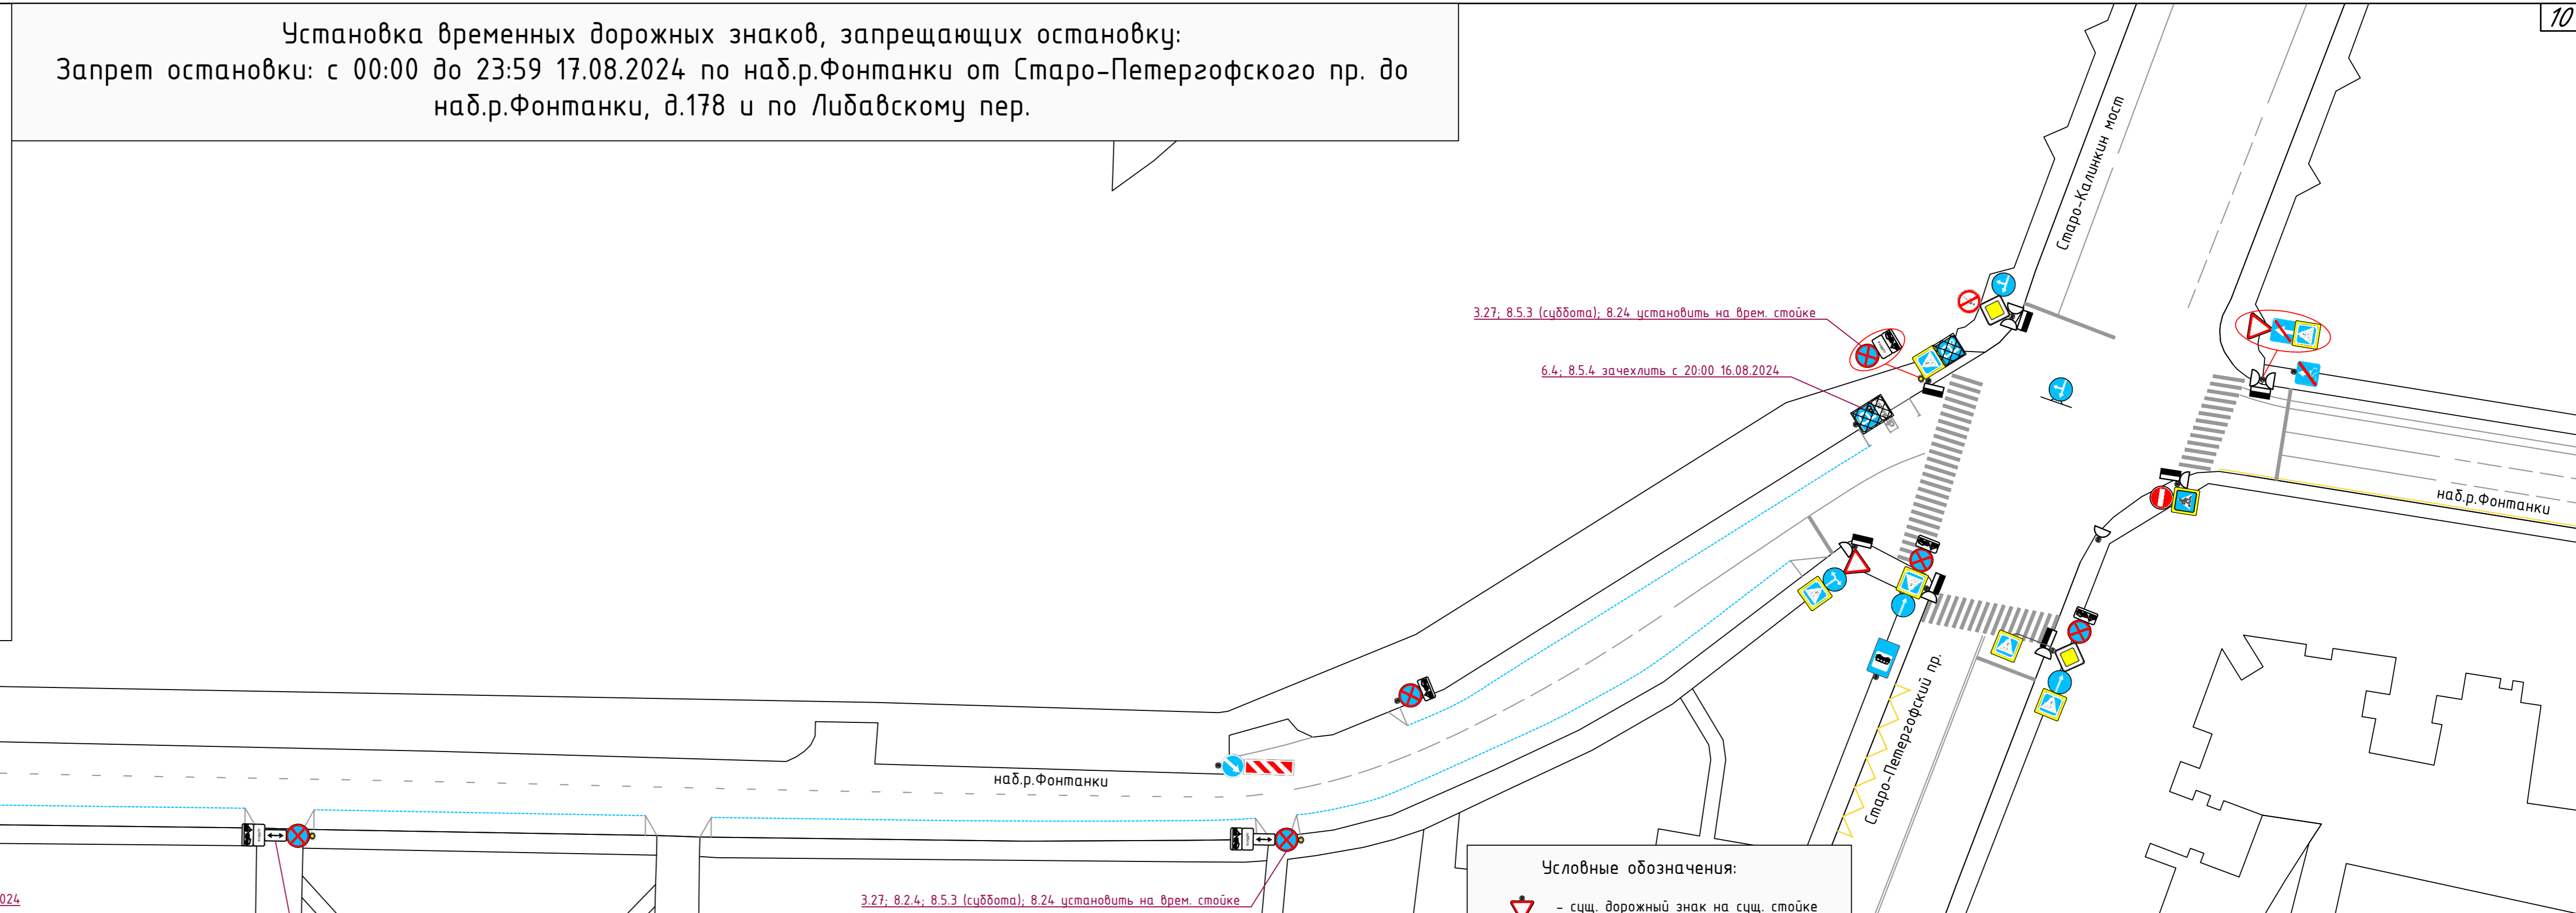 Установка временных дорожных знаков, запрещающих остановку:
Запрет остановки: с 00:00 до 23:59 17.08.2024 по наб.р.Фонтанки от Старо-Петергофского пр. до
наб.р.Фонтанки, д.178 и по Либавскому пер.
10
Старо-Калинкин мост
3.27; 8.5.3 (суббота); 8.24 установить на врем. стойке
6.4; 8.5.4 зачехлить с 20:00 16.08.2024
наб.р.Фонтанки
Старо-Петергофский пр.
наб.р.Фонтанки
024
3.27; 8.2.4; 8.5.3 (суббота); 8.24 установить на врем. стойке
Условные обозначения:
- сущ. дорожный знак на сущ. стойке